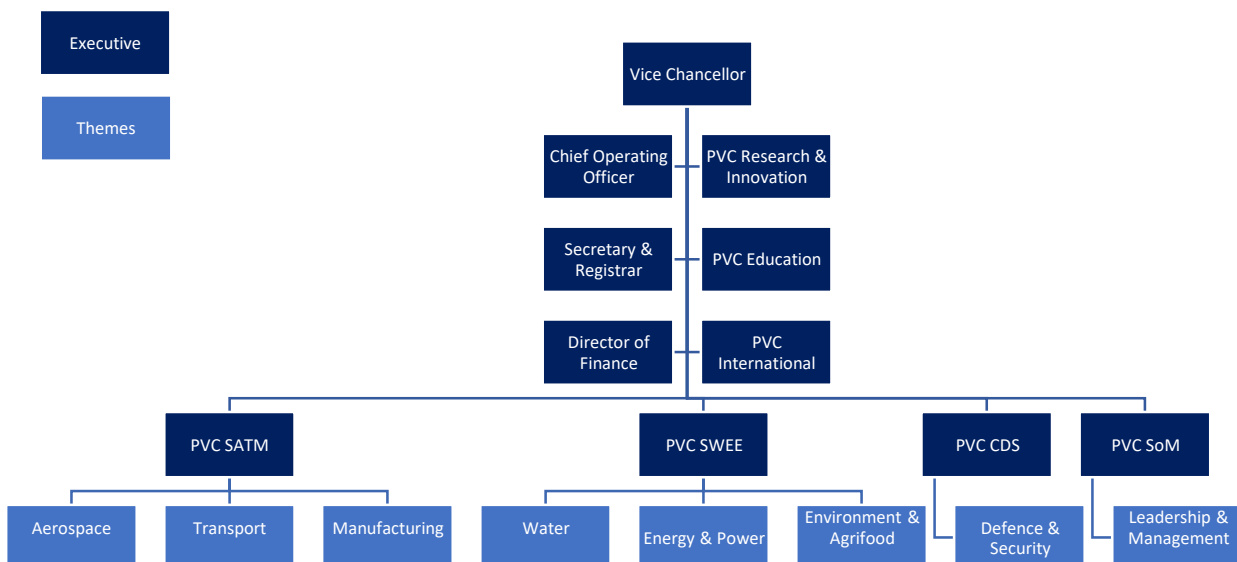 Executive
Themes
Vice Chancellor
Chief Operating
Officer
PVC Research &
Innovation
Secretary &
Registrar
PVC Education
Director of
Finance
PVC
International
PVC SATM
PVC SWEE
PVC CDS
PVC SoM
Aerospace
Transport
Manufacturing
Water
Energy & Power
Environment &
Agrifood
Defence &
Security
Leadership &
Management